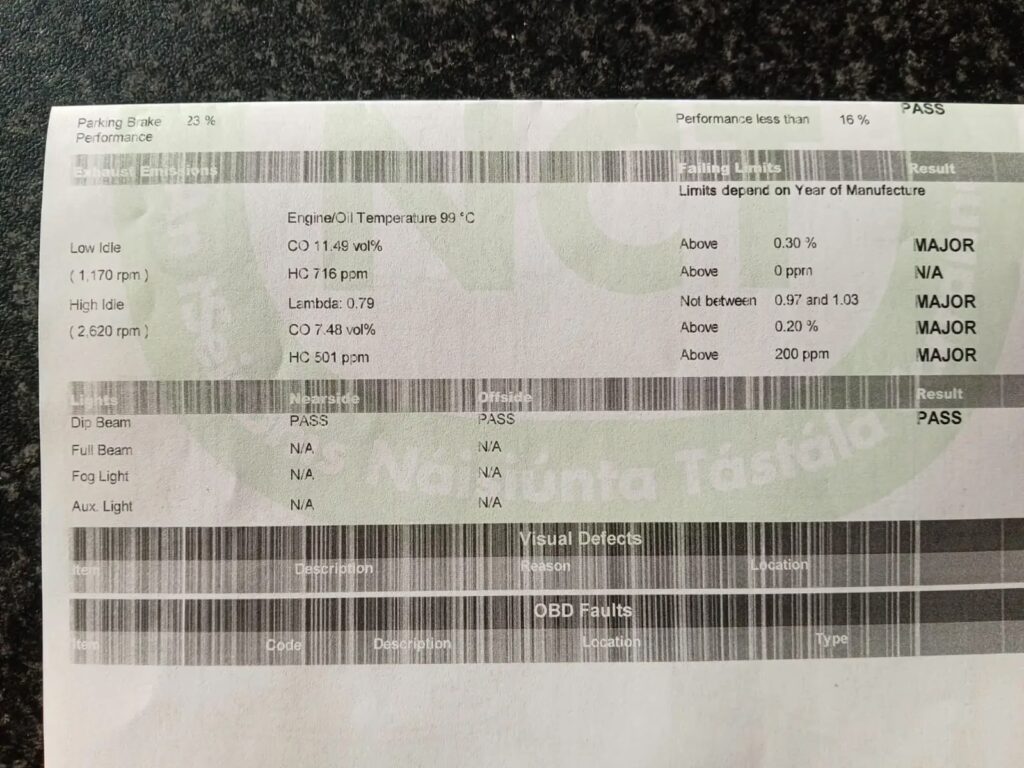 Parking Brake 23 % Performance less than 16 % PASS
Performance
Exhaust Emissions Failing Limits Result
Limits depend on Year of Manufacture
Engine/Oil Temperature 99 °C
Low Idle CO 11.49 vol% Above 0.30 % MAJOR
( 1,170 rpm ) HC 716 ppm Above 0 ppm N/A
High Idle Lambda: 0.79 Not between 0.97 and 1.03 MAJOR
( 2,620 rpm ) CO 7.48 vol% Above 0.20 % MAJOR
HC 501 ppm Above 200 ppm MAJOR
Lights Nearside Offside Result
Dip Beam PASS PASS PASS
Full Beam N/A N/A
Fog Light N/A N/A
Aux. Light N/A N/A
Visual Defects
Item Description Reason Location
OBD Faults
Item Code Description Location Type
NCT
Náisiúnta Tástála